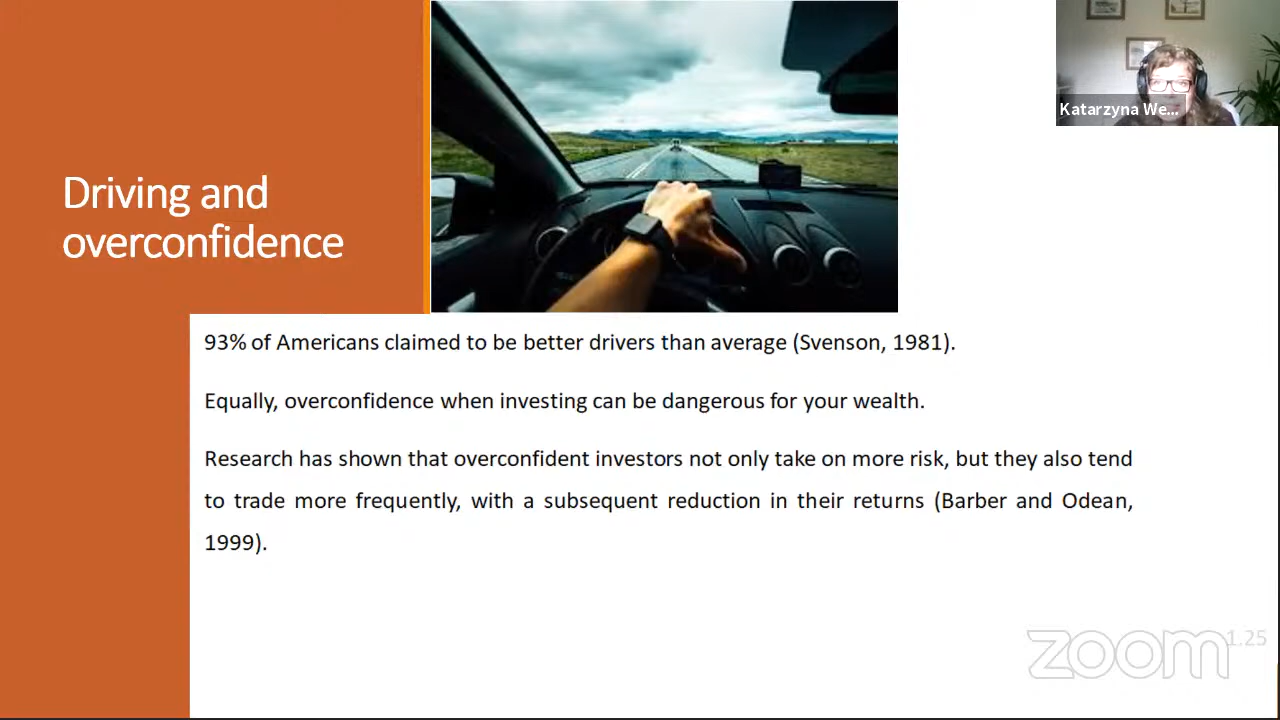 Katarzyna We...
Driving and
overconfidence
93% of Americans claimed to be better drivers than average (Svenson, 1981).
Equally, overconfidence when investing can be dangerous for your wealth.
Research has shown that overconfident investors not only take on more risk, but they also tend
to trade more frequently, with a subsequent reduction in their returns (Barber and Odean,
1999).
zoom
1.25